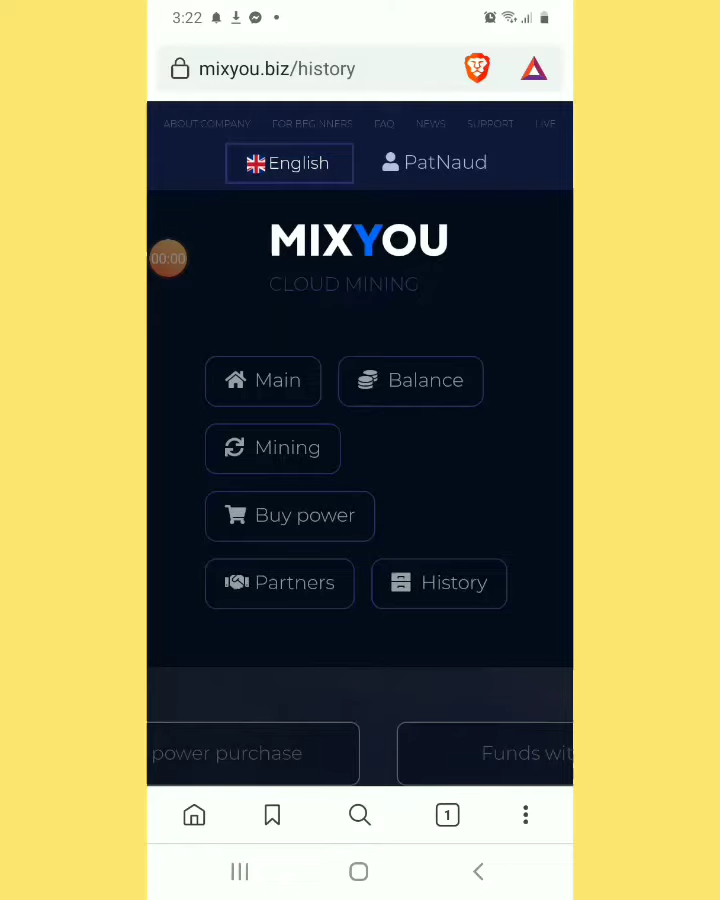 3:22
mixyou.biz/history
ABOUT COMPANY FOR BEGINNERS FAQ NEWS SUPPORT LIVE
English PatNaud
MIXYOU
00:00
CLOUD MINING
Main Balance
Mining
Buy power
Partners History
power purchase Funds wit
1